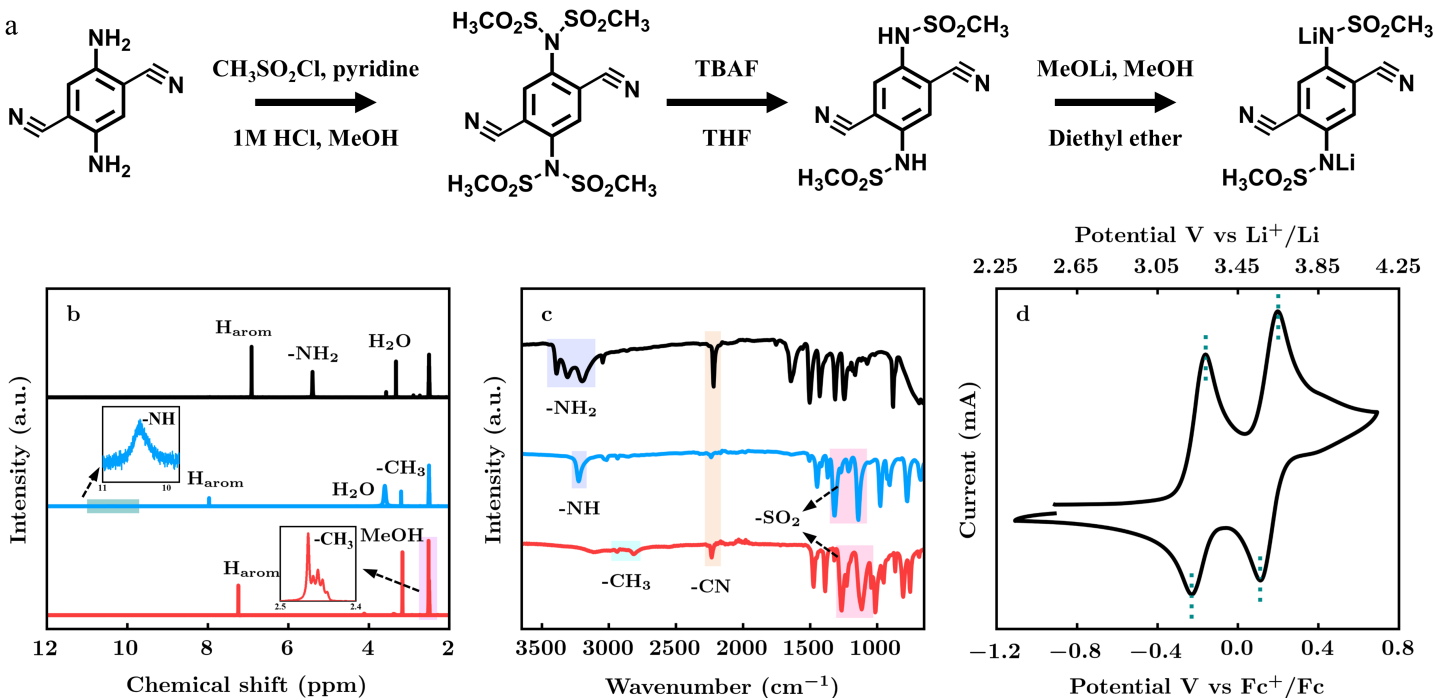 a
NH₂
N
N
NH₂
CH₃SO₂Cl, pyridine
1M HCl, MeOH
H₃CO₂S SO₂CH₃
N
N
N
N
H₃CO₂S SO₂CH₃
TBAF
THF
HN SO₂CH₃
N
N
NH
H₃CO₂S
MeOLi, MeOH
Diethyl ether
LiN SO₂CH₃
N
N
NLi
H₃CO₂S
b
H_arom
-NH₂
H₂O
-NH
11 10
H_arom
H₂O
-CH₃
-CH₃
2.5 2.4
MeOH
H_arom
12 10 8 6 4 2
Chemical shift (ppm)
Intensity (a.u.)
c
-NH₂
-NH
-SO₂
-CH₃
-CN
3500 3000 2500 2000 1500 1000
Wavenumber (cm⁻¹)
Intensity (a.u.)
Potential V vs Li⁺/Li
2.25 2.65 3.05 3.45 3.85 4.25
d
Current (mA)
−1.2 −0.8 −0.4 0.0 0.4 0.8
Potential V vs Fc⁺/Fc